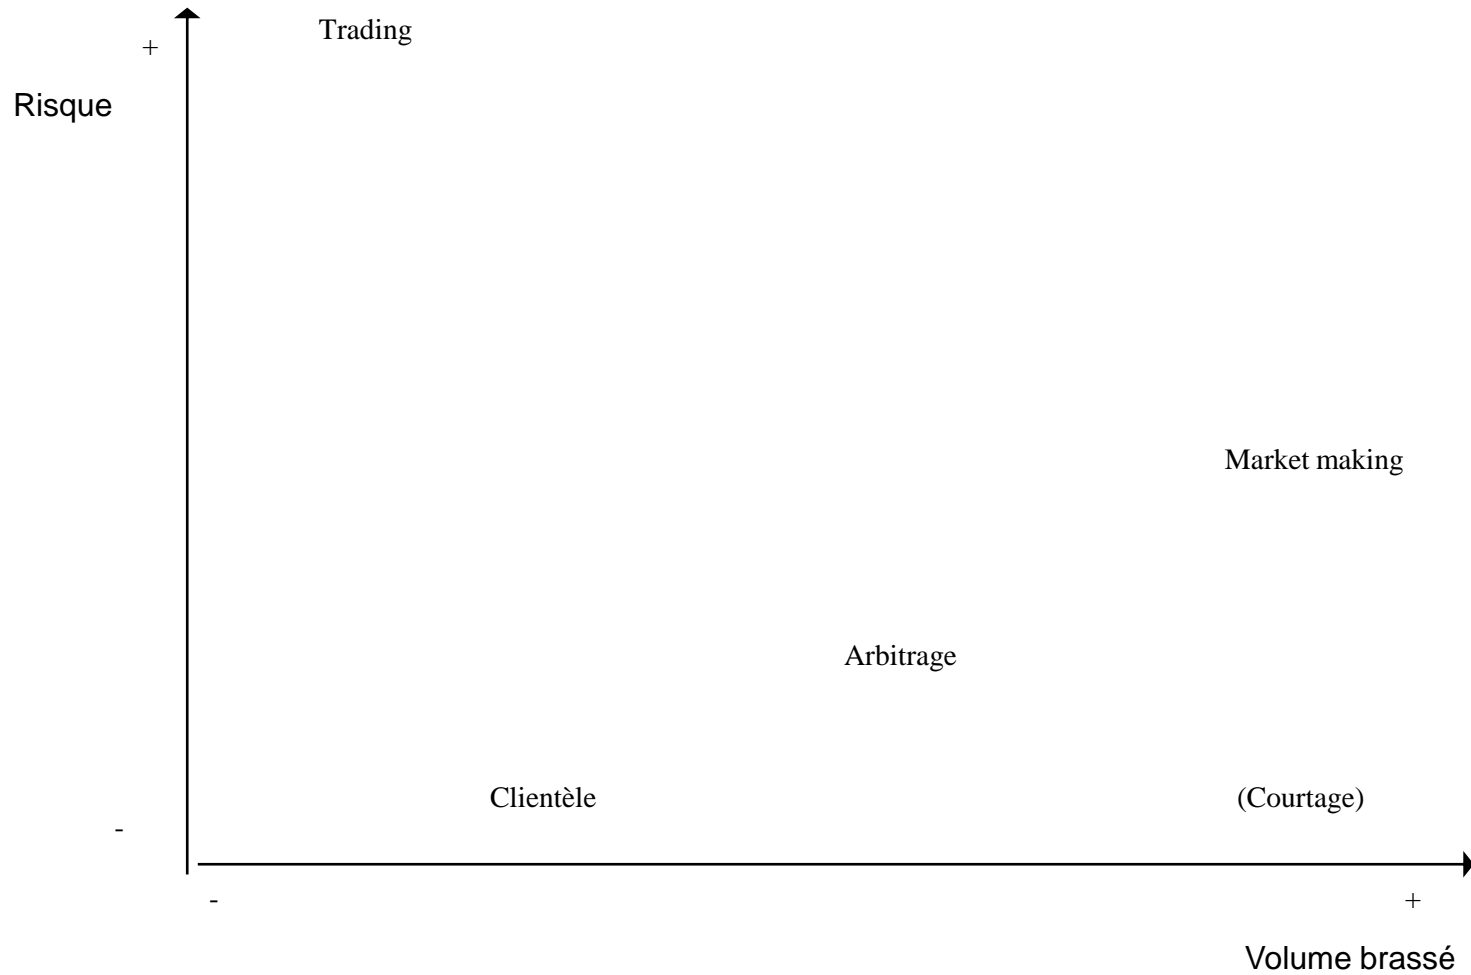 Trading
+
Risque
Market making
Arbitrage
Clientèle
(Courtage)
-
-
+
Volume brassé